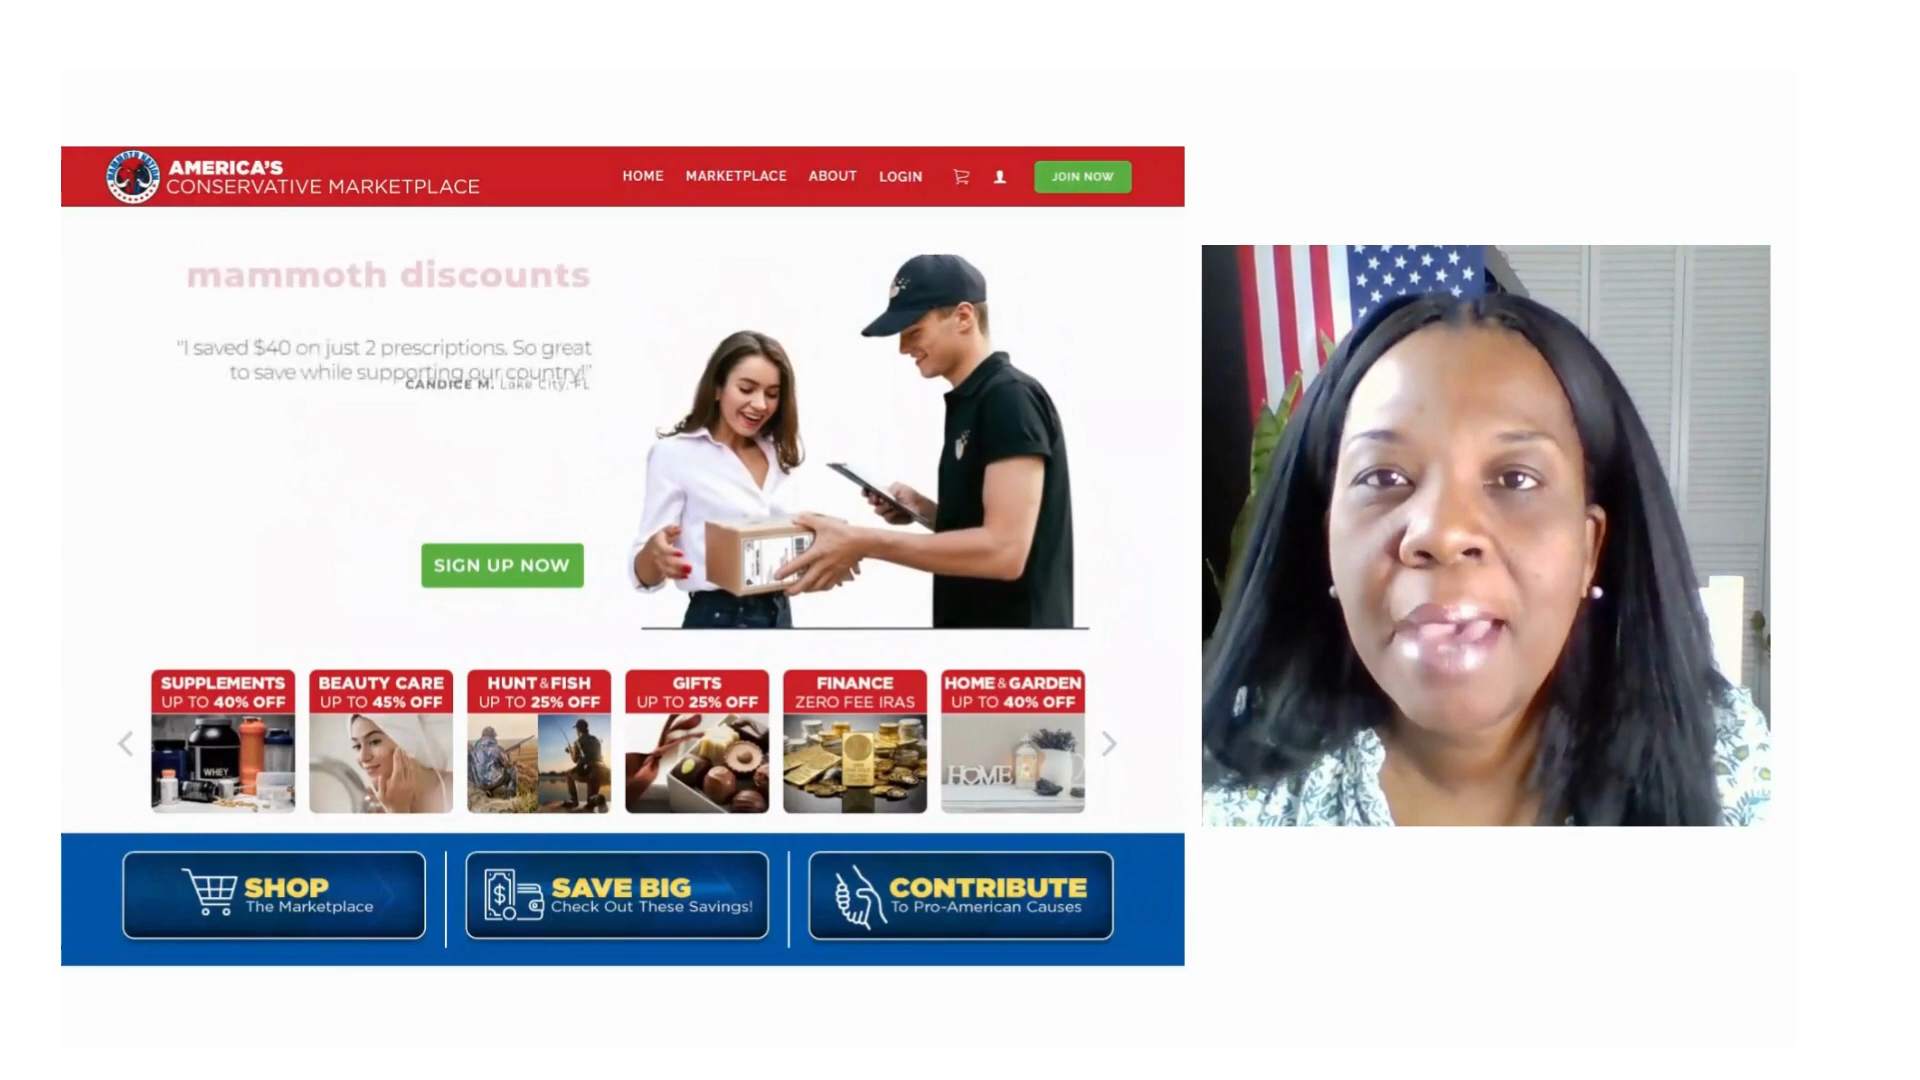 MAMMOTH NATION
AMERICA'S
CONSERVATIVE MARKETPLACE
HOME
MARKETPLACE
ABOUT
LOGIN
JOIN NOW
mammoth discounts
"I saved $40 on just 2 prescriptions. So great
to save while supporting our country!"
CANDICE M. Lake City, FL
SIGN UP NOW
SUPPLEMENTS
UP TO 40% OFF
BEAUTY CARE
UP TO 45% OFF
HUNT & FISH
UP TO 25% OFF
GIFTS
UP TO 25% OFF
FINANCE
ZERO FEE IRAS
HOME & GARDEN
UP TO 40% OFF
WHEY
HOME
SHOP
The Marketplace
SAVE BIG
Check Out These Savings!
CONTRIBUTE
To Pro-American Causes